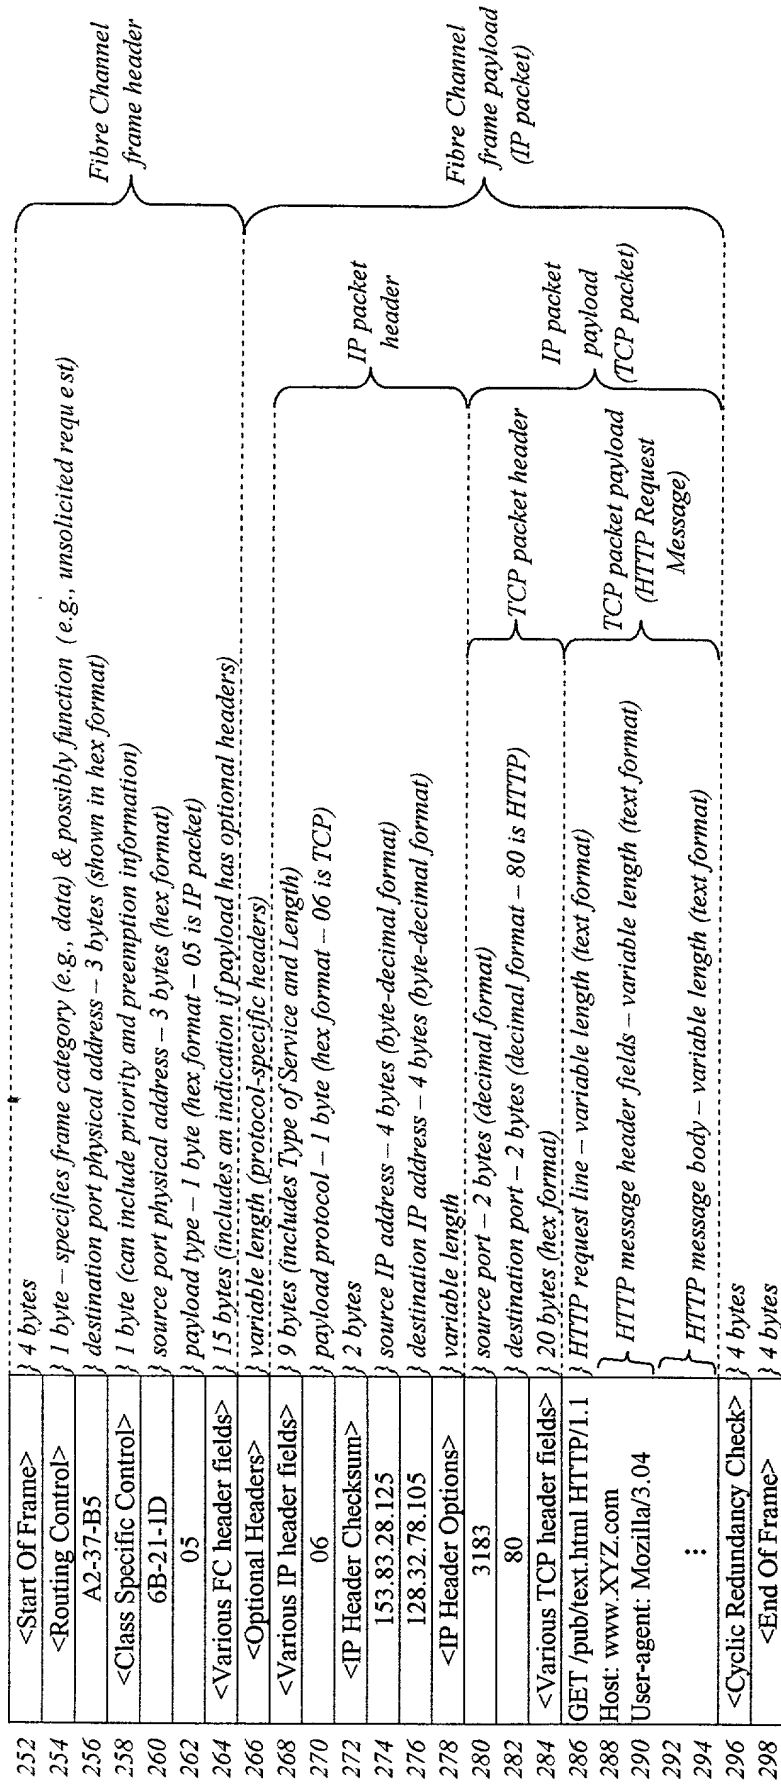 252 <Start Of Frame> } 4 bytes
254 <Routing Control> } 1 byte – specifies frame category (e.g., data) & possibly function (e.g., unsolicited request)
256 A2-37-B5 } destination port physical address – 3 bytes (shown in hex format)
258 <Class Specific Control> } 1 byte (can include priority and preemption information)
260 6B-21-1D } source port physical address – 3 bytes (hex format)
262 05 } payload type – 1 byte (hex format – 05 is IP packet)
264 <Various FC header fields> } 15 bytes (includes an indication if payload has optional headers)
Fibre Channel
frame header
266 <Optional Headers> } variable length (protocol-specific headers)
268 <Various IP header fields> } 9 bytes (includes Type of Service and Length)
270 06 } payload protocol – 1 byte (hex format – 06 is TCP)
272 <IP Header Checksum> } 2 bytes
274 153.83.28.125 } source IP address – 4 bytes (byte-decimal format)
276 128.32.78.105 } destination IP address – 4 bytes (byte-decimal format)
278 <IP Header Options> } variable length
IP packet
header
280 3183 } source port – 2 bytes (decimal format)
282 80 } destination port – 2 bytes (decimal format – 80 is HTTP)
284 <Various TCP header fields> } 20 bytes (hex format)
TCP packet header
286 GET /pub/text.html HTTP/1.1 } HTTP request line – variable length (text format)
288 Host: www.XYZ.com } HTTP message header fields – variable length (text format)
290 User-agent: Mozilla/3.04
292
294 ... } HTTP message body – variable length (text format)
TCP packet payload
(HTTP Request
Message)
IP packet
payload
(TCP packet)
Fibre Channel
frame payload
(IP packet)
296 <Cyclic Redundancy Check> } 4 bytes
298 <End Of Frame> } 4 bytes